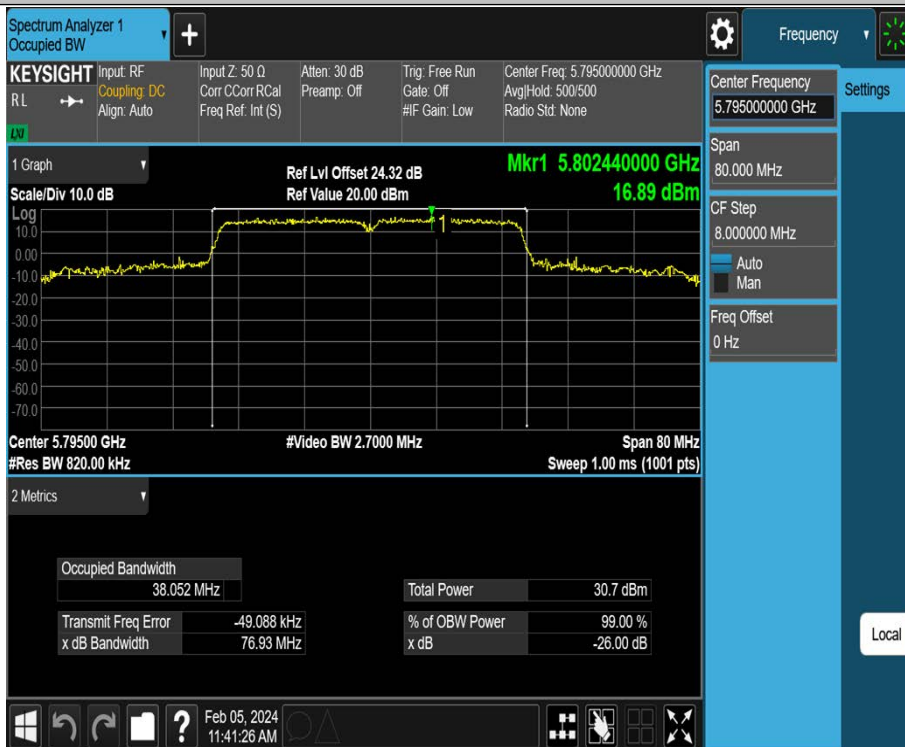 Spectrum Analyzer 1
Occupied BW
+
Frequency
KEYSIGHT
RL
LXI
Input: RF
Coupling: DC
Align: Auto
Input Z: 50 Ω
Corr CCorr RCal
Freq Ref: Int (S)
Atten: 30 dB
Preamp: Off
Trig: Free Run
Gate: Off
#IF Gain: Low
Center Freq: 5.795000000 GHz
Avg|Hold: 500/500
Radio Std: None
Center Frequency
5.795000000 GHz
Settings
Span
80.000 MHz
CF Step
8.000000 MHz
Auto
Man
Freq Offset
0 Hz
Local
1 Graph
Scale/Div 10.0 dB
Ref Lvl Offset 24.32 dB
Ref Value 20.00 dBm
Mkr1 5.802440000 GHz
16.89 dBm
Log
10.0
0.00
-10.0
-20.0
-30.0
-40.0
-50.0
-60.0
-70.0
1
Center 5.79500 GHz
#Video BW 2.7000 MHz
Span 80 MHz
#Res BW 820.00 kHz
Sweep 1.00 ms (1001 pts)
2 Metrics
Occupied Bandwidth
38.052 MHz
Total Power 30.7 dBm
Transmit Freq Error -49.088 kHz
% of OBW Power 99.00 %
x dB Bandwidth 76.93 MHz
x dB -26.00 dB
?
Feb 05, 2024
11:41:26 AM